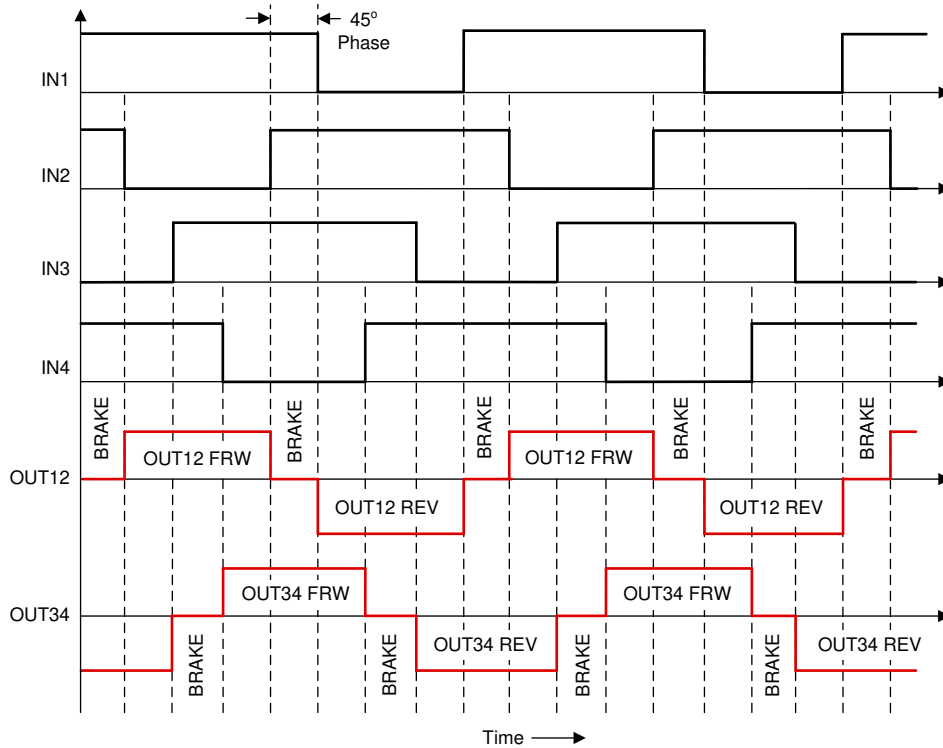 45° Phase
IN1
IN2
IN3
IN4
BRAKE
BRAKE
BRAKE
BRAKE
BRAKE
OUT12
OUT12 FRW
OUT12 FRW
OUT12 REV
OUT12 REV
OUT34
OUT34 FRW
OUT34 FRW
OUT34 REV
OUT34 REV
BRAKE
BRAKE
BRAKE
BRAKE
Time